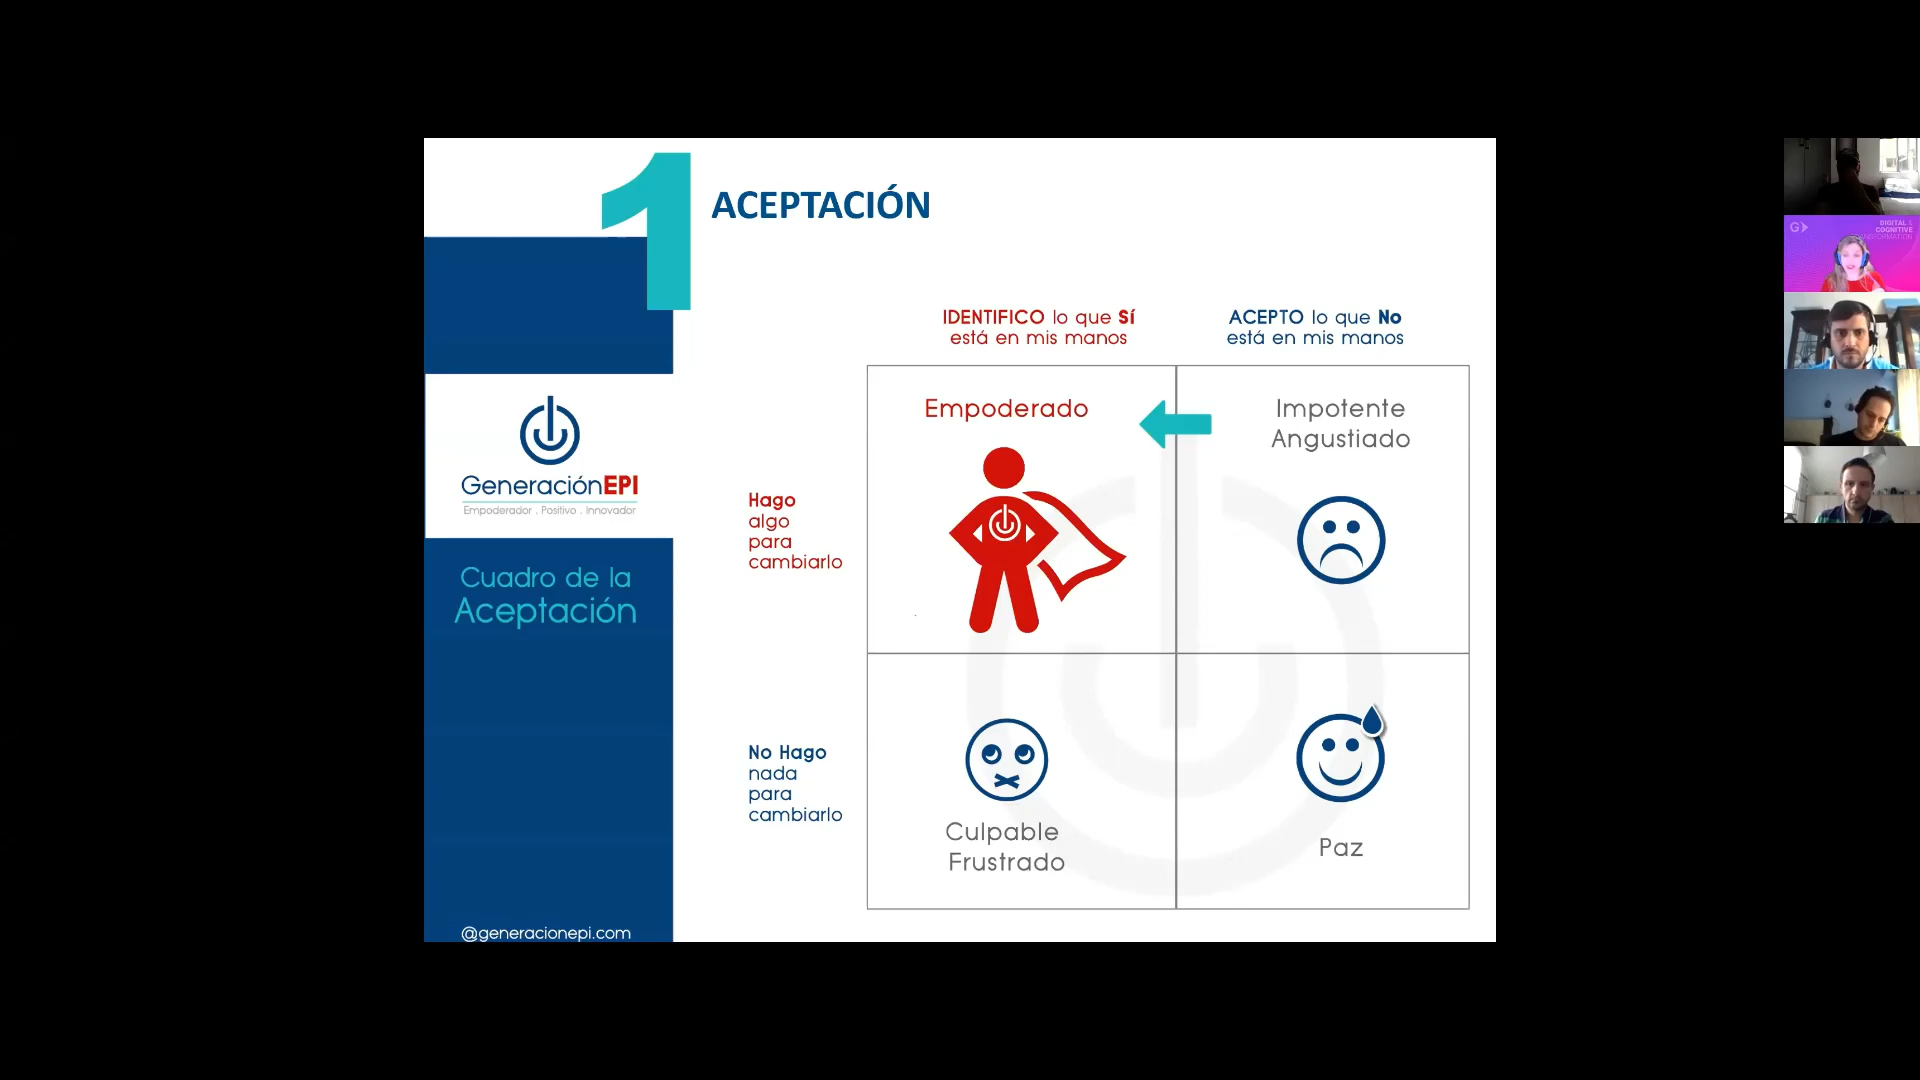 1
ACEPTACIÓN
IDENTIFICO lo que Sí
está en mis manos
ACEPTO lo que No
está en mis manos
Empoderado
Impotente
Angustiado
Hago
algo
para
cambiarlo
GeneraciónEPI
Empoderador . Positivo . Innovador
Cuadro de la
Aceptación
No Hago
nada
para
cambiarlo
Culpable
Frustrado
Paz
@generacionepi.com
G>
DIGITAL &
COGNITIVE